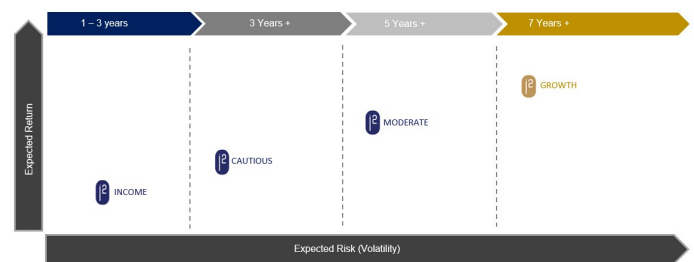 1 – 3 years
3 Years +
5 Years +
7 Years +
GROWTH
MODERATE
CAUTIOUS
INCOME
Expected Return
Expected Risk (Volatility)